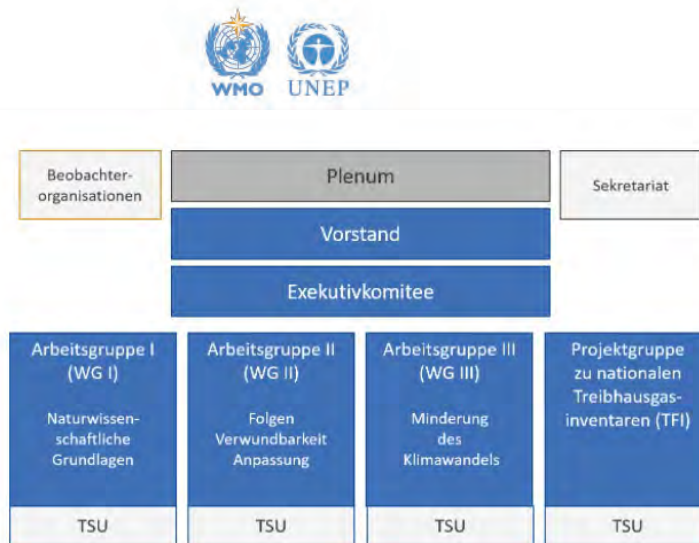 WMO
UNEP
Beobachter-
organisationen
Plenum
Sekretariat
Vorstand
Exekutivkomitee
Arbeitsgruppe I
(WG I)
Naturwissen-
schaftliche
Grundlagen
TSU
Arbeitsgruppe II
(WG II)
Folgen
Verwundbarkeit
Anpassung
TSU
Arbeitsgruppe III
(WG III)
Minderung
des
Klimawandels
TSU
Projektgruppe
zu nationalen
Treibhausgas-
inventaren (TFI)
TSU